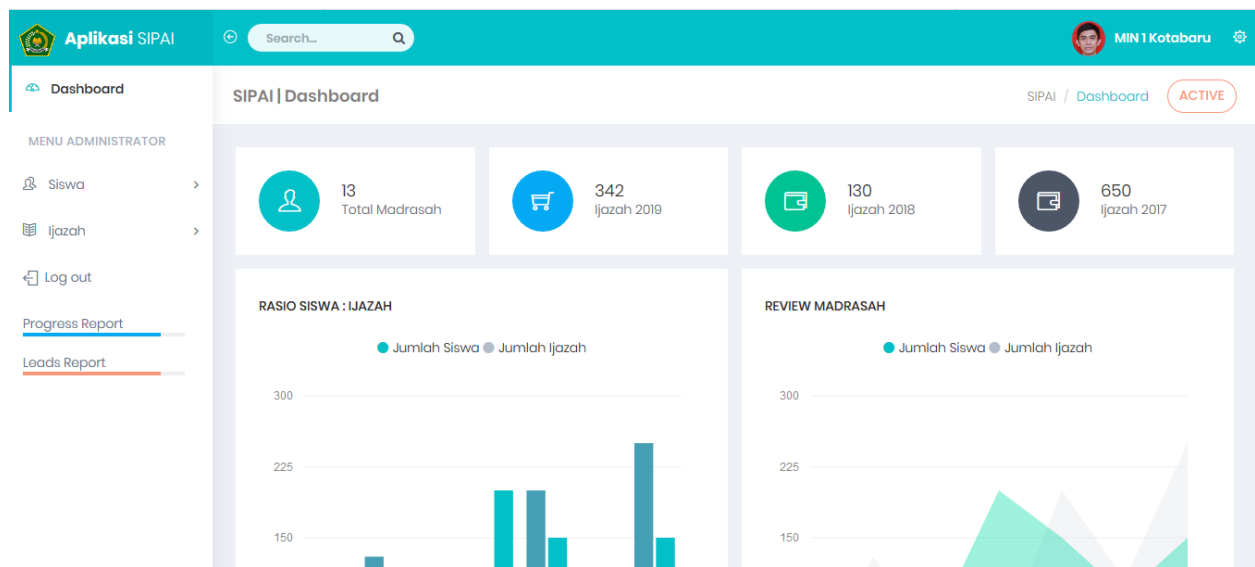 Aplikasi SIPAI
Search...
MIN 1 Kotabaru
Dashboard
SIPAI | Dashboard
SIPAI / Dashboard
ACTIVE
MENU ADMINISTRATOR
Siswa
Ijazah
Log out
Progress Report
Leads Report
13
Total Madrasah
342
Ijazah 2019
130
Ijazah 2018
650
Ijazah 2017
RASIO SISWA : IJAZAH
Jumlah Siswa Jumlah Ijazah
300
225
150
REVIEW MADRASAH
Jumlah Siswa Jumlah Ijazah
300
225
150